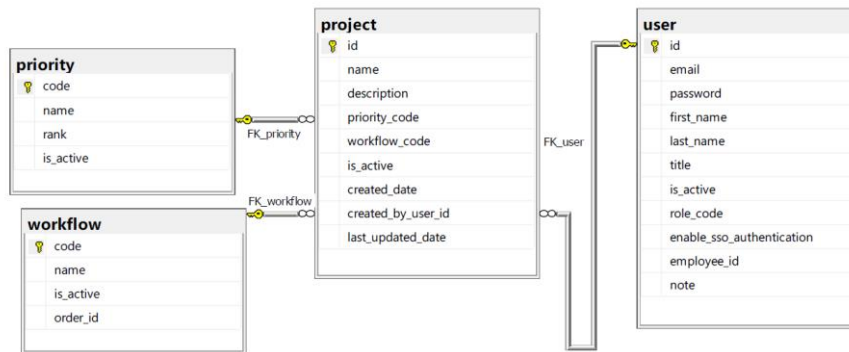 priority
code
name
rank
is_active
FK_priority
workflow
code
name
is_active
order_id
FK_workflow
project
id
name
description
priority_code
workflow_code
is_active
created_date
created_by_user_id
last_updated_date
FK_user
user
id
email
password
first_name
last_name
title
is_active
role_code
enable_sso_authentication
employee_id
note